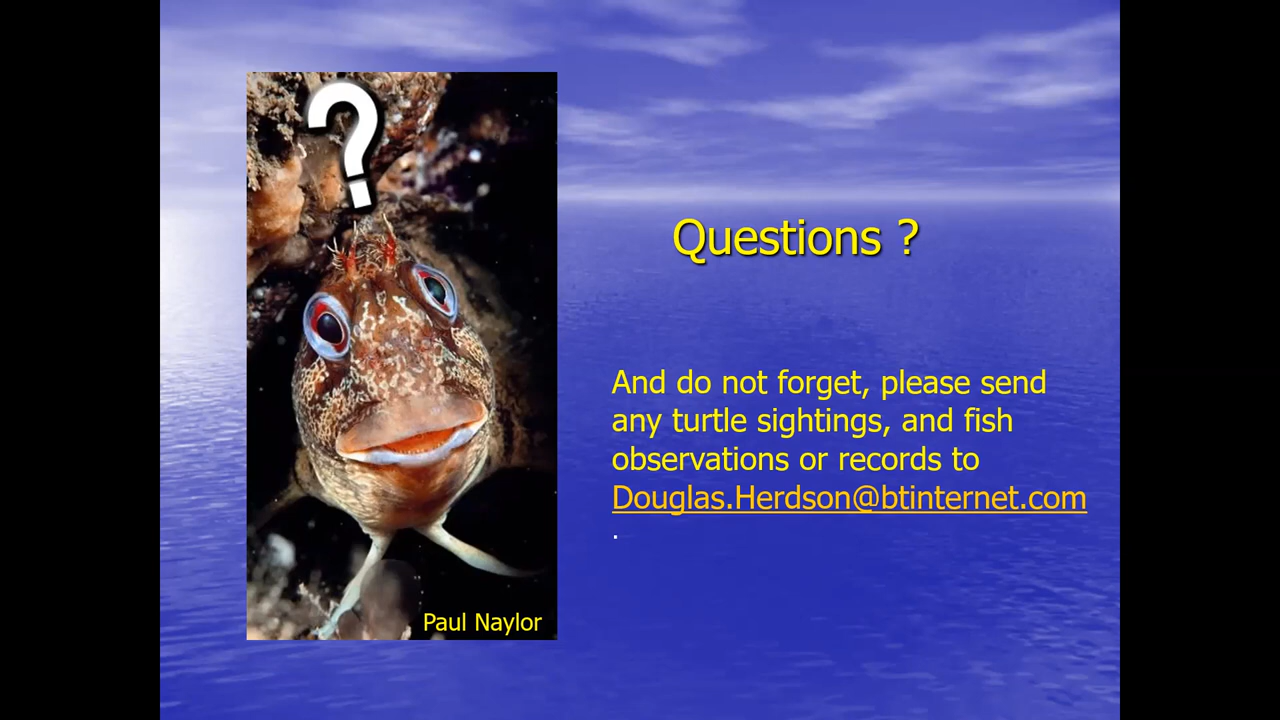 ?
Questions ?
And do not forget, please send
any turtle sightings, and fish
observations or records to
Douglas.Herdson@btinternet.com
.
Paul Naylor